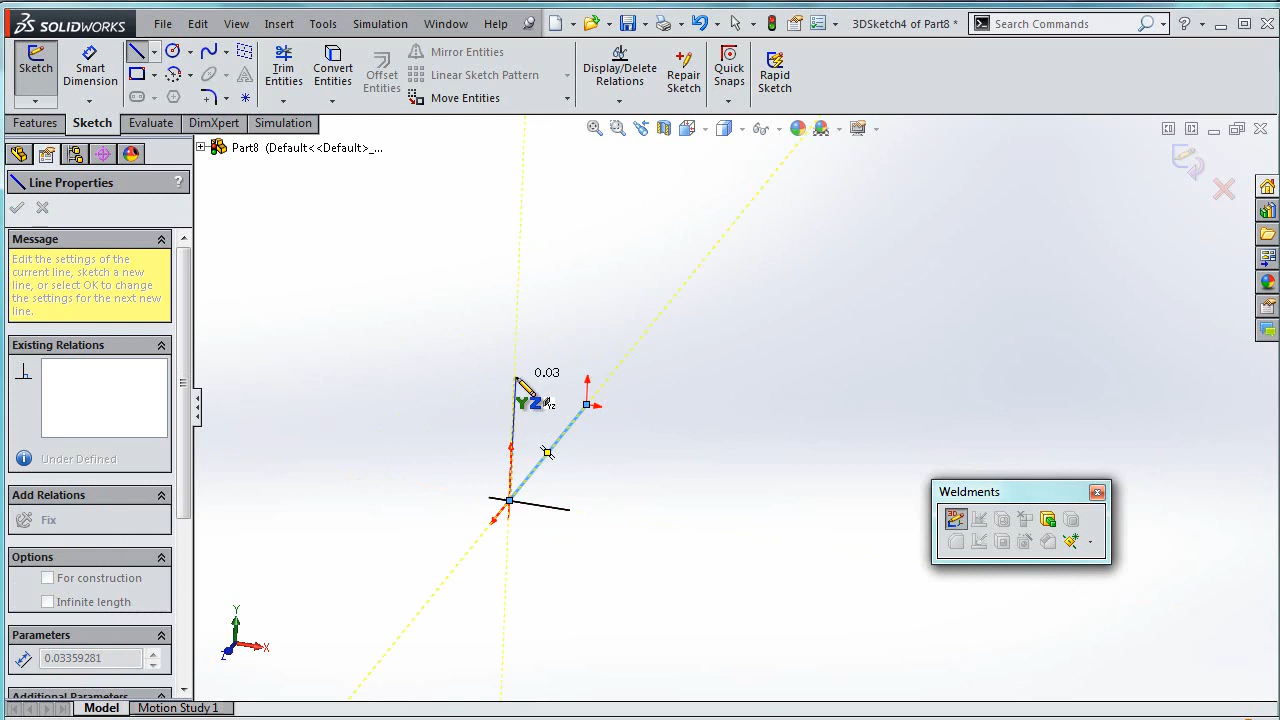 SOLIDWORKS File Edit View Insert Tools Simulation Window Help 3DSketch4 of Part8 * Search Commands ?
Sketch Smart Dimension Trim Entities Convert Entities Offset Entities Mirror Entities Linear Sketch Pattern Move Entities Display/Delete Relations Repair Sketch Quick Snaps Rapid Sketch
Features Sketch Evaluate DimXpert Simulation
Part8 (Default<<Default>_...
Line Properties ?
Message
Edit the settings of the
current line, sketch a new
line, or select OK to change
the settings for the next new
line.
Existing Relations
Under Defined
Add Relations
Fix
Options
For construction
Infinite length
Parameters
0.03359281
Additional Parameters
0.03
YZ
Weldments
3D
Y
X
Z
Model Motion Study 1